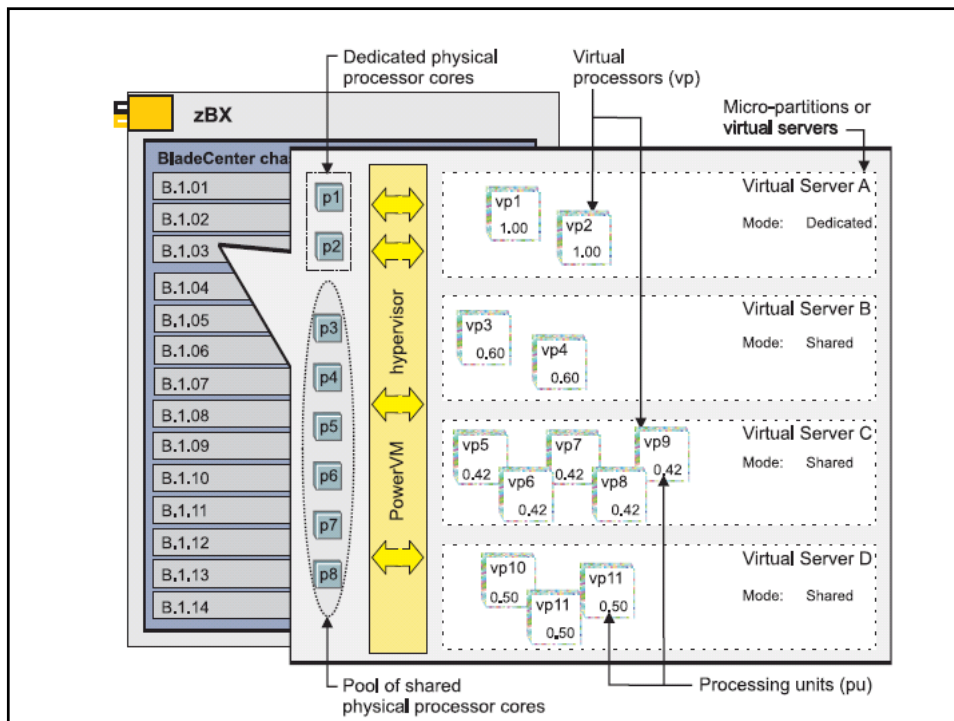 Dedicated physical
processor cores
Virtual
processors (vp)
Micro-partitions or
virtual servers
zBX
BladeCenter chas
B.1.01
B.1.02
B.1.03
B.1.04
B.1.05
B.1.06
B.1.07
B.1.08
B.1.09
B.1.10
B.1.11
B.1.12
B.1.13
B.1.14
p1
p2
p3
p4
p5
p6
p7
p8
PowerVM hypervisor
Virtual Server A
Mode: Dedicated
vp1
1.00
vp2
1.00
Virtual Server B
Mode: Shared
vp3
0.60
vp4
0.60
Virtual Server C
Mode: Shared
vp5
0.42
vp6
0.42
vp7
0.42
vp8
0.42
vp9
0.42
Virtual Server D
Mode: Shared
vp10
0.50
vp11
0.50
vp11
0.50
Pool of shared
physical processor cores
Processing units (pu)